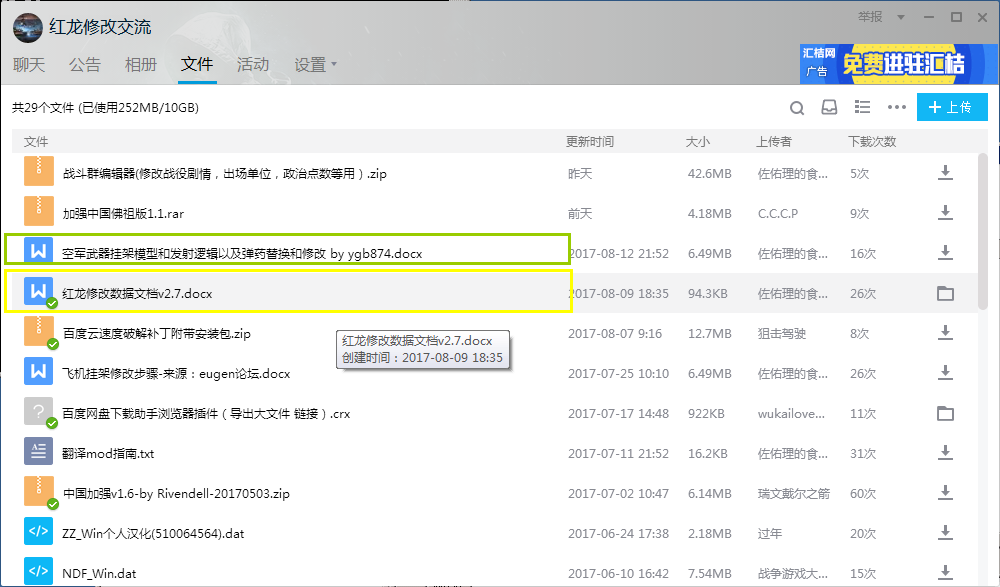 红龙修改交流
举报
聊天 公告 相册 文件 活动 设置
汇桔网 广告 免费进驻汇桔
共29个文件 (已使用252MB/10GB)
+ 上传
文件 更新时间 大小 上传者 下载次数
战斗群编辑器(修改战役剧情，出场单位，政治点数等用）.zip 昨天 42.6MB 佐佑理的食... 5次
加强中国佛祖版1.1.rar 前天 4.18MB C.C.C.P 9次
空军武器挂架模型和发射逻辑以及弹药替换和修改 by ygb874.docx 2017-08-12 21:52 6.49MB 佐佑理的食... 16次
红龙修改数据文档v2.7.docx 2017-08-09 18:35 94.3KB 佐佑理的食... 26次
百度云速度破解补丁附带安装包.zip 2017-08-07 9:16 12.7MB 狙击驾驶 8次
红龙修改数据文档v2.7.docx
创建时间：2017-08-09 18:35
飞机挂架修改步骤-来源：eugen论坛.docx 2017-07-25 10:10 6.49MB 佐佑理的食... 26次
百度网盘下载助手浏览器插件（导出大文件 链接）.crx 2017-07-17 14:48 922KB wukailove... 11次
翻译mod指南.txt 2017-07-11 21:52 16.2KB 佐佑理的食... 31次
中国加强v1.6-by Rivendell-20170503.zip 2017-07-02 10:47 6.14MB 瑞文戴尔之箭 60次
ZZ_Win个人汉化(510064564).dat 2017-06-24 17:38 2.18MB 过年 20次
NDF_Win.dat 2017-06-10 16:42 7.54MB 战争游戏大... 15次